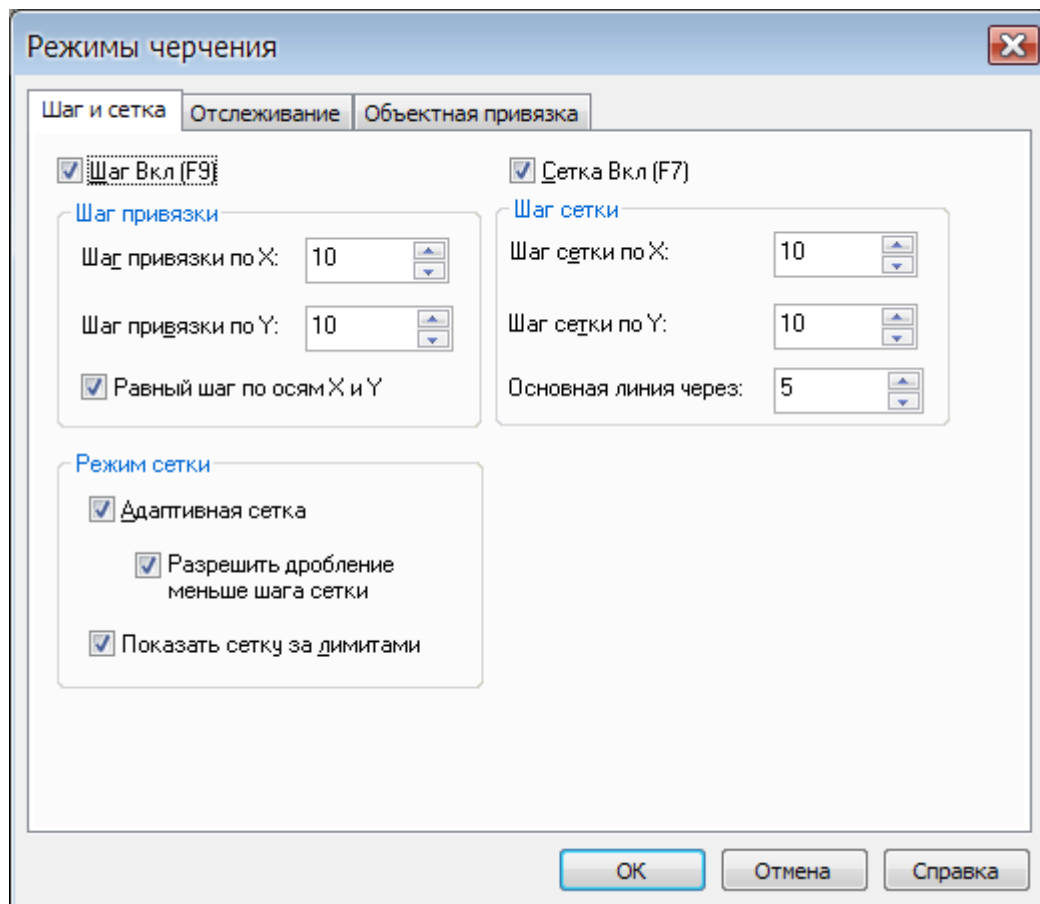 Режимы черчения
Шаг и сетка
Отслеживание
Объектная привязка
Шаг Вкл (F9)
Шаг привязки
Шаг привязки по X:
10
Шаг привязки по Y:
10
Равный шаг по осям X и Y
Режим сетки
Адаптивная сетка
Разрешить дробление
меньше шага сетки
Показать сетку за лимитами
Сетка Вкл (F7)
Шаг сетки
Шаг сетки по X:
10
Шаг сетки по Y:
10
Основная линия через:
5
OK
Отмена
Справка